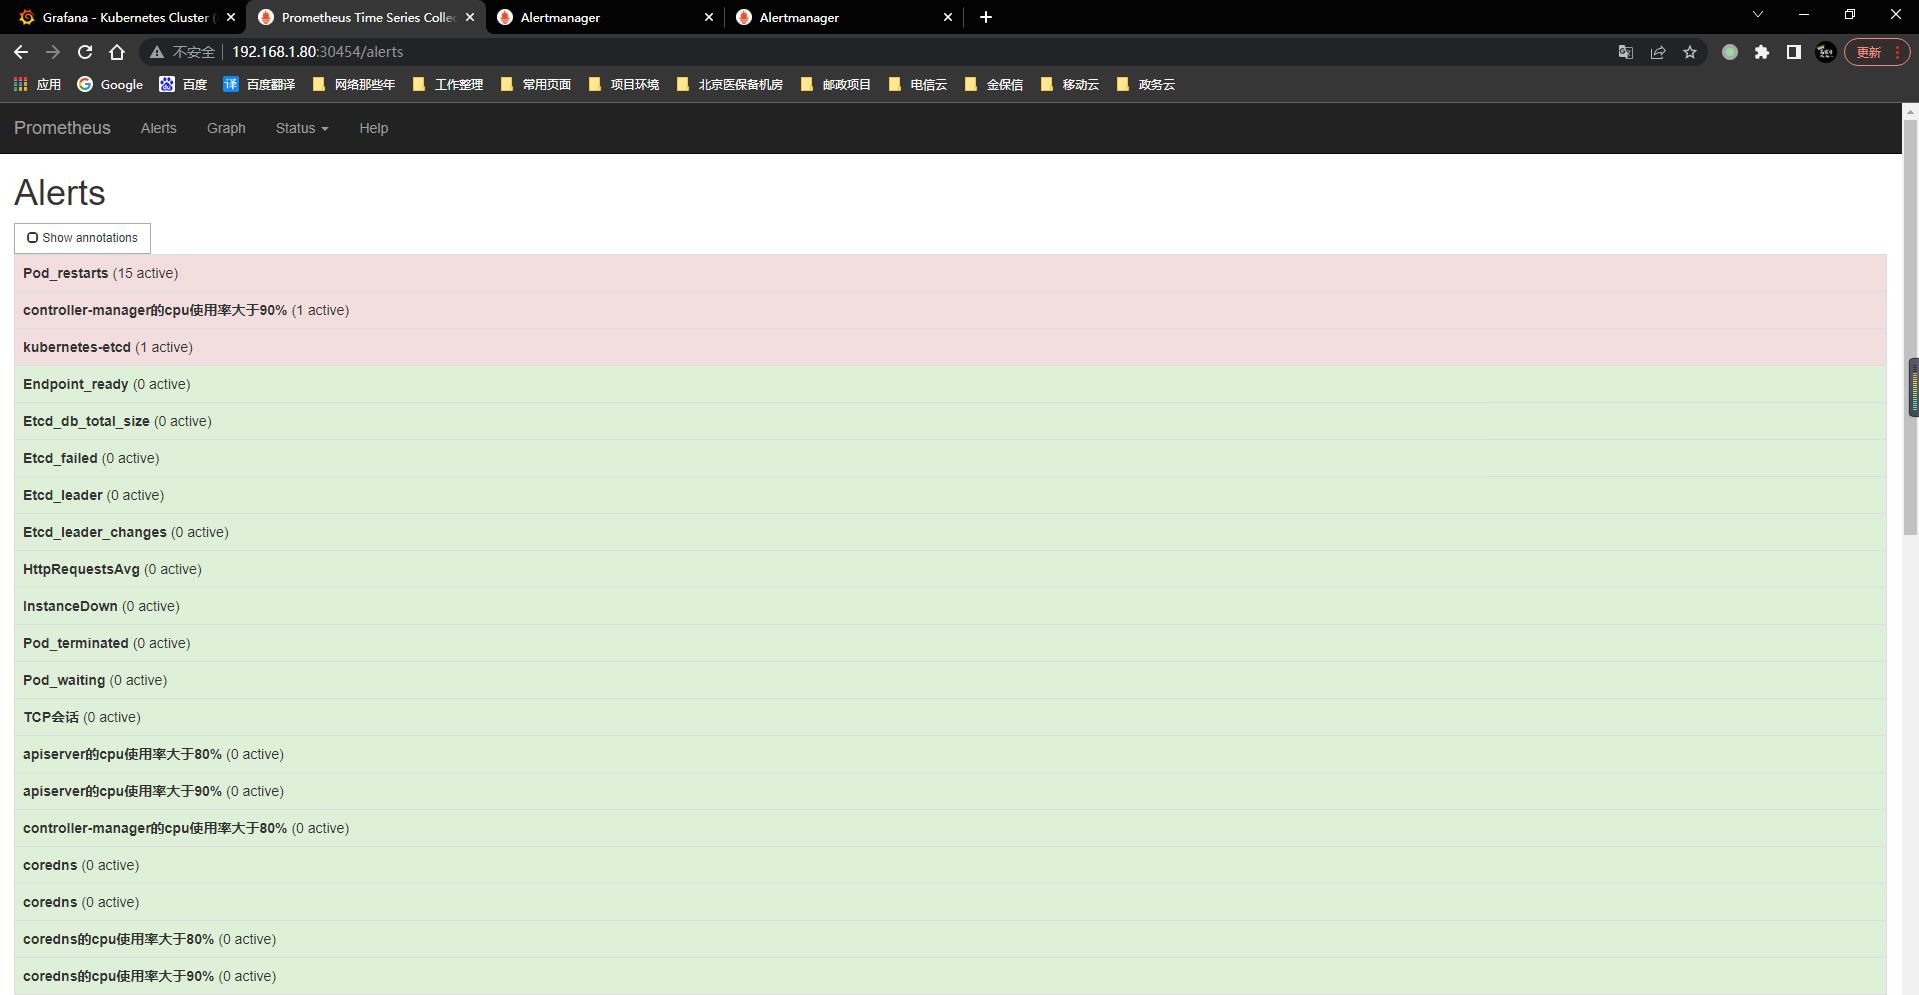 Grafana - Kubernetes Cluster (
Prometheus Time Series Collec
Alertmanager
Alertmanager
不安全 192.168.1.80:30454/alerts
更新
应用 Google 百度 译 百度翻译 网络那些年 工作整理 常用页面 项目环境 北京医保备机房 邮政项目 电信云 金保信 移动云 政务云
Prometheus Alerts Graph Status Help
Alerts
Show annotations
Pod_restarts (15 active)
controller-manager的cpu使用率大于90% (1 active)
kubernetes-etcd (1 active)
Endpoint_ready (0 active)
Etcd_db_total_size (0 active)
Etcd_failed (0 active)
Etcd_leader (0 active)
Etcd_leader_changes (0 active)
HttpRequestsAvg (0 active)
InstanceDown (0 active)
Pod_terminated (0 active)
Pod_waiting (0 active)
TCP会话 (0 active)
apiserver的cpu使用率大于80% (0 active)
apiserver的cpu使用率大于90% (0 active)
controller-manager的cpu使用率大于80% (0 active)
coredns (0 active)
coredns (0 active)
coredns的cpu使用率大于80% (0 active)
coredns的cpu使用率大于90% (0 active)